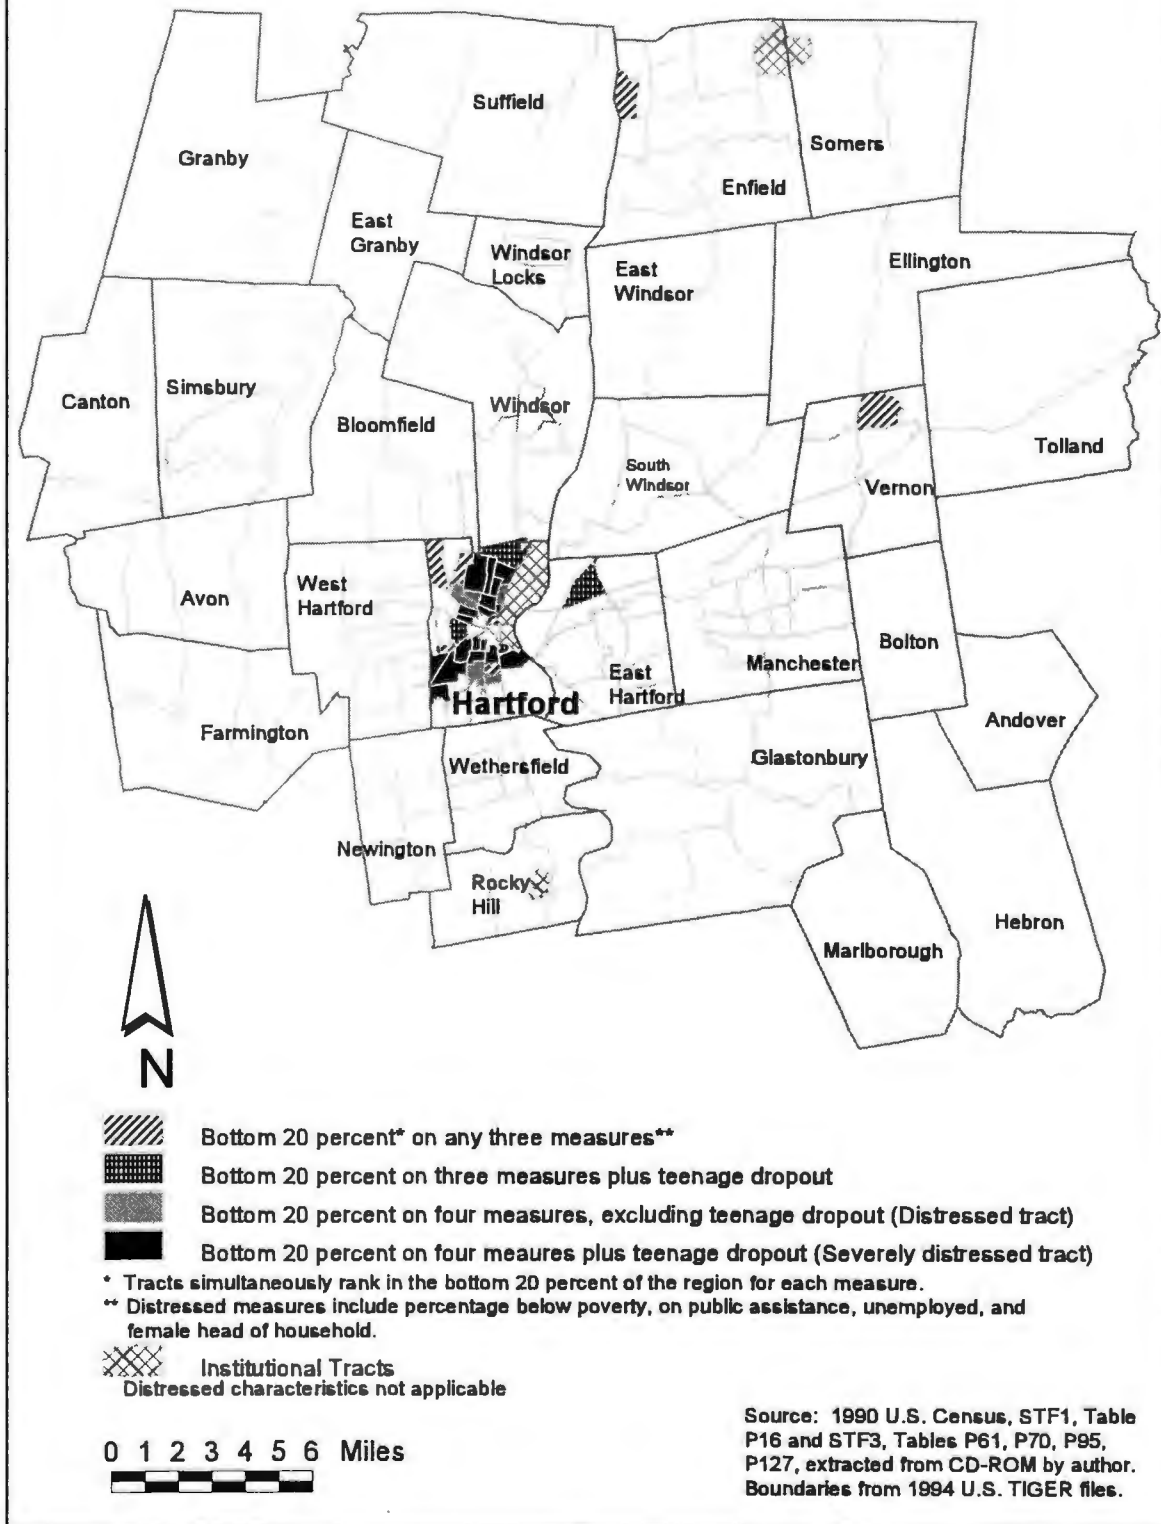 Suffield
Granby
Somers
Enfield
East
Granby
Windsor
Locks
East
Windsor
Ellington
Canton
Simsbury
Bloomfield
Windsor
South
Windsor
Vernon
Tolland
West
Hartford
Avon
Bolton
Manchester
East
Hartford
Hartford
Andover
Farmington
Glastonbury
Wethersfield
Newington
Rocky
Hill
Hebron
Marlborough
N
Bottom 20 percent* on any three measures**
Bottom 20 percent on three measures plus teenage dropout
Bottom 20 percent on four measures, excluding teenage dropout (Distressed tract)
Bottom 20 percent on four meaures plus teenage dropout (Severely distressed tract)
* Tracts simultaneously rank in the bottom 20 percent of the region for each measure.
** Distressed measures include percentage below poverty, on public assistance, unemployed, and
female head of household.
Institutional Tracts
Distressed characteristics not applicable
0 1 2 3 4 5 6 Miles
Source: 1990 U.S. Census, STF1, Table
P16 and STF3, Tables P61, P70, P95,
P127, extracted from CD-ROM by author.
Boundaries from 1994 U.S. TIGER files.